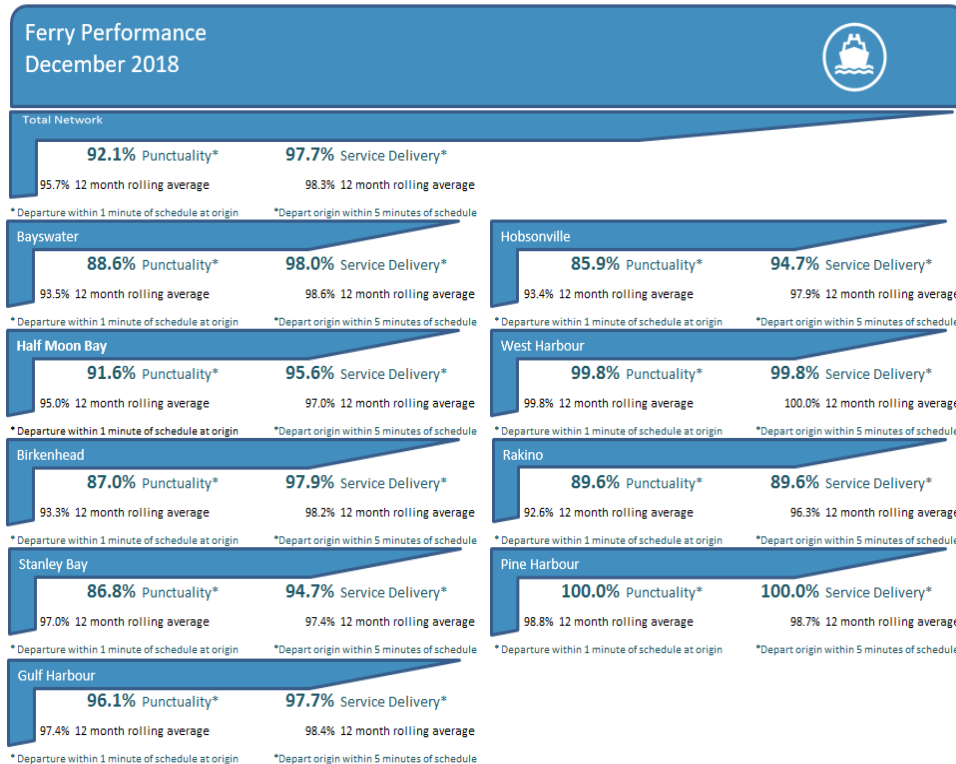 Ferry Performance
December 2018
Total Network
92.1% Punctuality* 97.7% Service Delivery*
95.7% 12 month rolling average 98.3% 12 month rolling average
* Departure within 1 minute of schedule at origin *Depart origin within 5 minutes of schedule
Bayswater
88.6% Punctuality* 98.0% Service Delivery*
93.5% 12 month rolling average 98.6% 12 month rolling average
* Departure within 1 minute of schedule at origin *Depart origin within 5 minutes of schedule
Hobsonville
85.9% Punctuality* 94.7% Service Delivery*
93.4% 12 month rolling average 97.9% 12 month rolling average
* Departure within 1 minute of schedule at origin *Depart origin within 5 minutes of schedule
Half Moon Bay
91.6% Punctuality* 95.6% Service Delivery*
95.0% 12 month rolling average 97.0% 12 month rolling average
* Departure within 1 minute of schedule at origin *Depart origin within 5 minutes of schedule
West Harbour
99.8% Punctuality* 99.8% Service Delivery*
99.8% 12 month rolling average 100.0% 12 month rolling average
* Departure within 1 minute of schedule at origin *Depart origin within 5 minutes of schedule
Birkenhead
87.0% Punctuality* 97.9% Service Delivery*
93.3% 12 month rolling average 98.2% 12 month rolling average
* Departure within 1 minute of schedule at origin *Depart origin within 5 minutes of schedule
Rakino
89.6% Punctuality* 89.6% Service Delivery*
92.6% 12 month rolling average 96.3% 12 month rolling average
* Departure within 1 minute of schedule at origin *Depart origin within 5 minutes of schedule
Stanley Bay
86.8% Punctuality* 94.7% Service Delivery*
97.0% 12 month rolling average 97.4% 12 month rolling average
* Departure within 1 minute of schedule at origin *Depart origin within 5 minutes of schedule
Pine Harbour
100.0% Punctuality* 100.0% Service Delivery*
98.8% 12 month rolling average 98.7% 12 month rolling average
* Departure within 1 minute of schedule at origin *Depart origin within 5 minutes of schedule
Gulf Harbour
96.1% Punctuality* 97.7% Service Delivery*
97.4% 12 month rolling average 98.4% 12 month rolling average
* Departure within 1 minute of schedule at origin *Depart origin within 5 minutes of schedule